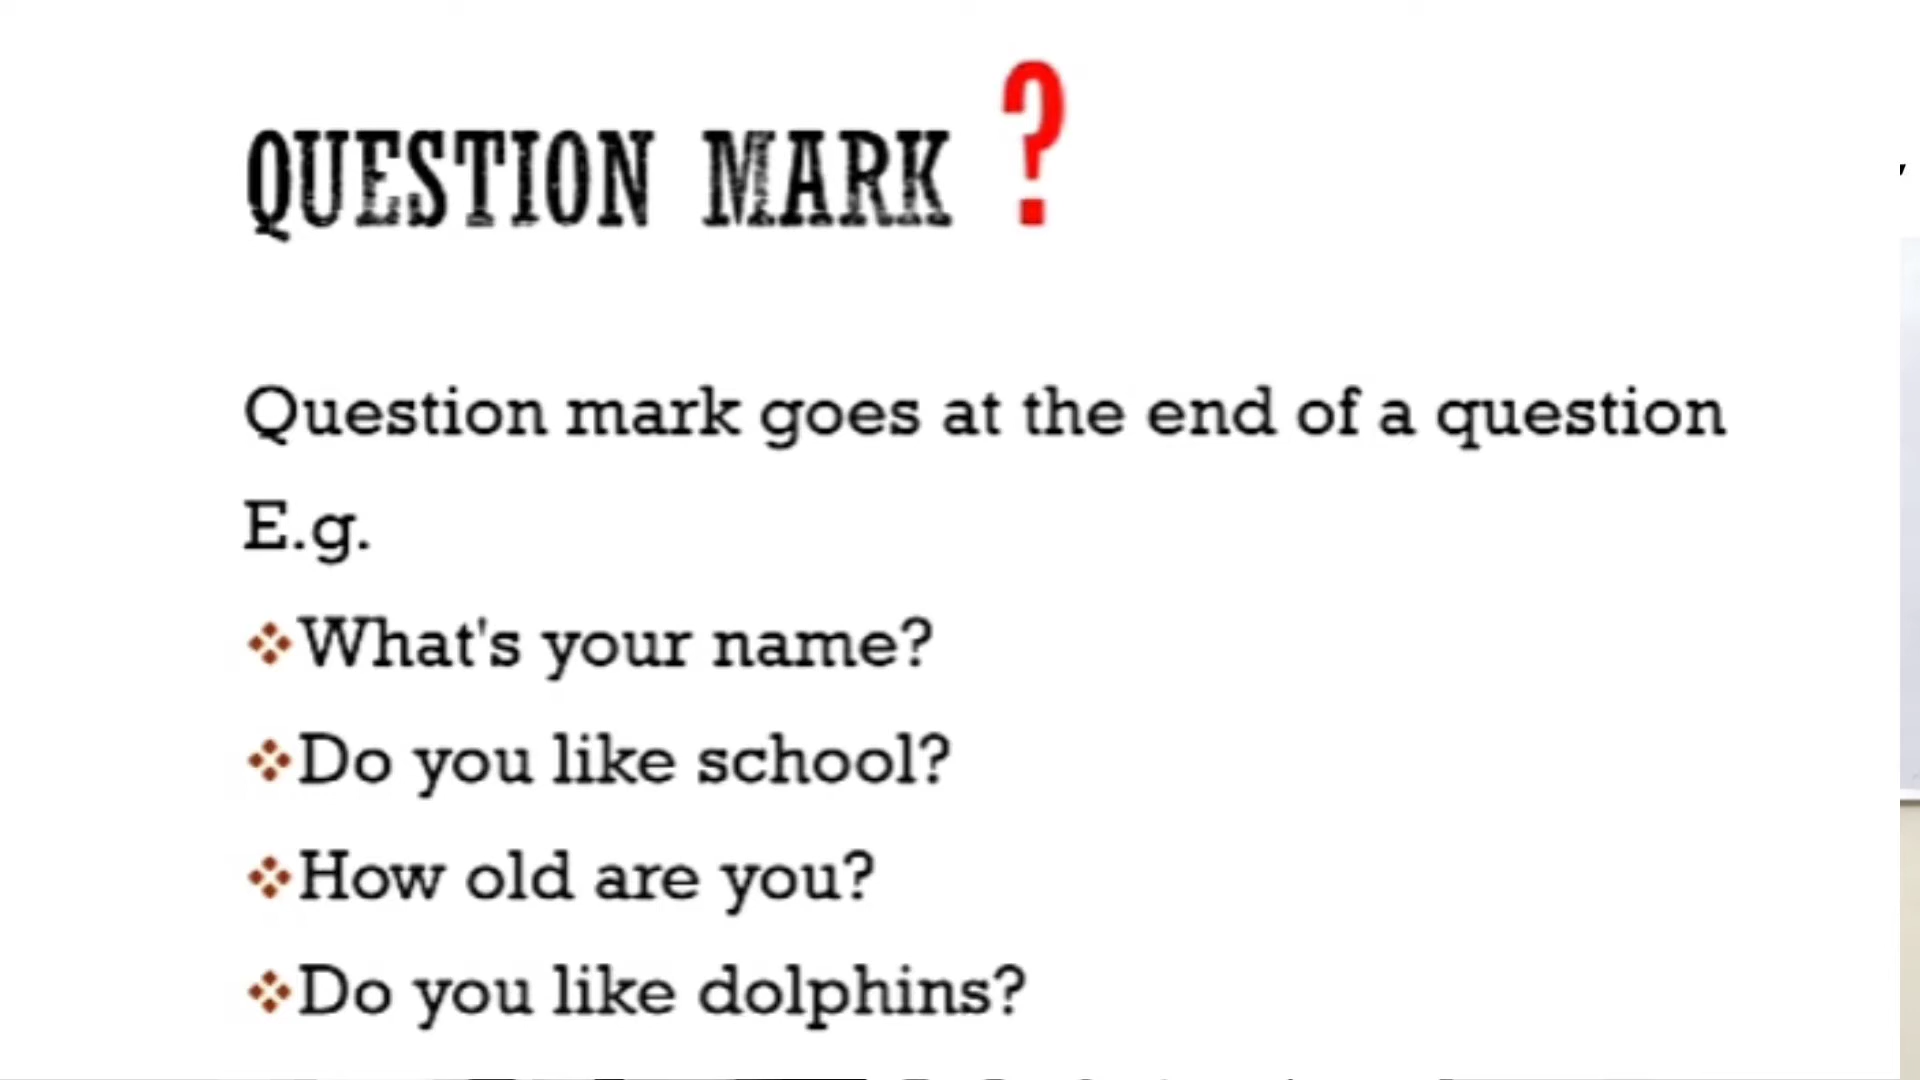 QUESTION MARK ?
Question mark goes at the end of a question
E.g.
❖What's your name?
❖Do you like school?
❖How old are you?
❖Do you like dolphins?